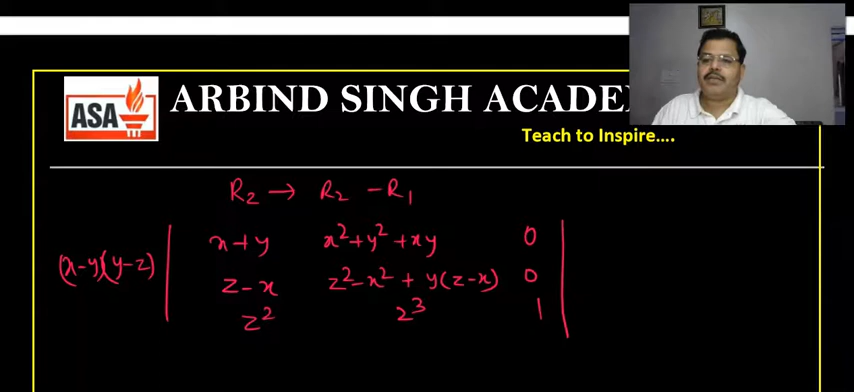 ASA
ARBIND SINGH ACADE
Teach to Inspire....
R₂ → R₂ - R₁
(x-y)(y-z) | x+y x²+y²+xy 0 |
| z-x z²-x²+y(z-x) 0 |
| z² z³ 1 |